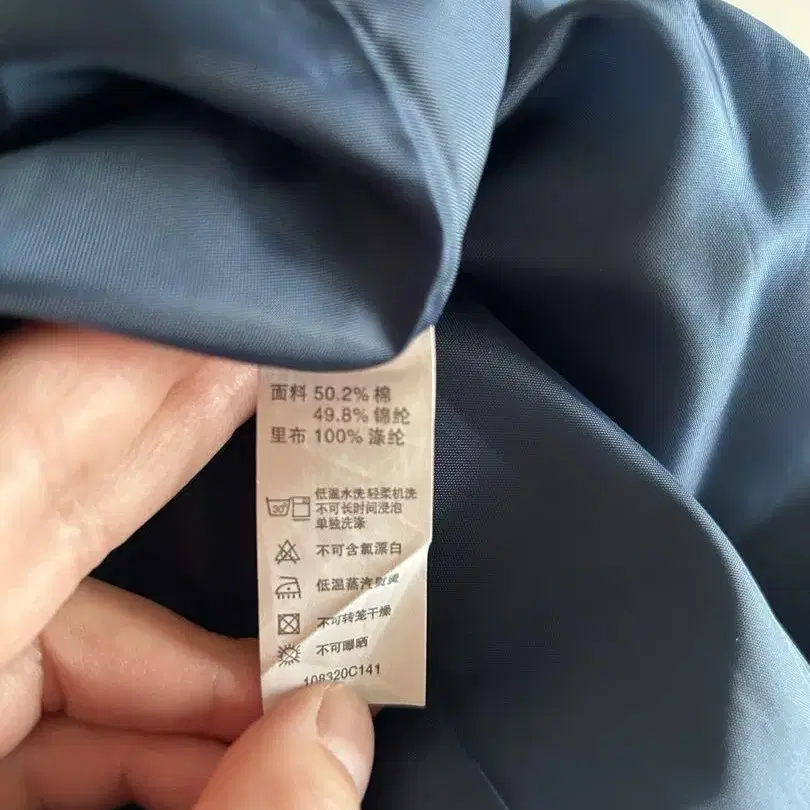 面料 50.2% 棉
49.8% 锦纶
里布 100% 涤纶
30°
低温水洗 轻柔机洗
不可长时间浸泡
单独洗涤
不可含氯漂白
低温蒸汽熨烫
不可转笼干燥
不可曝晒
108320C141